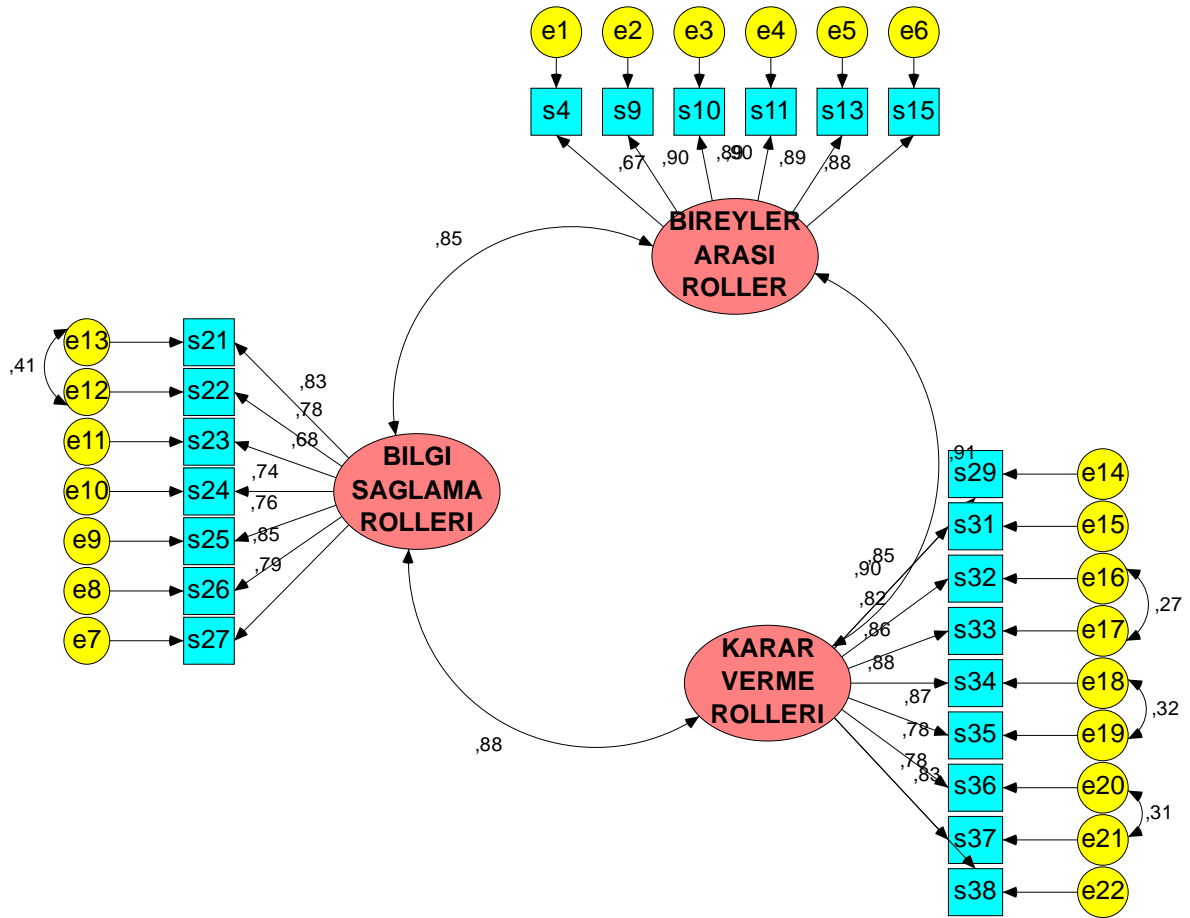 e1 e2 e3 e4 e5 e6
s4 s9 s10 s11 s13 s15
,67 ,90 ,89 ,90 ,89 ,88
BIREYLER
ARASI
ROLLER
,85
e13 s21
,41
e12 s22
e11 s23
e10 s24
e9 s25
e8 s26
e7 s27
,83
,78
,68
,74
,76
,85
,79
BILGI
SAGLAMA
ROLLERI
,91
s29 e14
s31 e15
s32 e16
,27
s33 e17
s34 e18
,32
s35 e19
s36 e20
,31
s37 e21
s38 e22
,85
,90
,82
,86
,88
,87
,78
,78
,83
KARAR
VERME
ROLLERI
,88